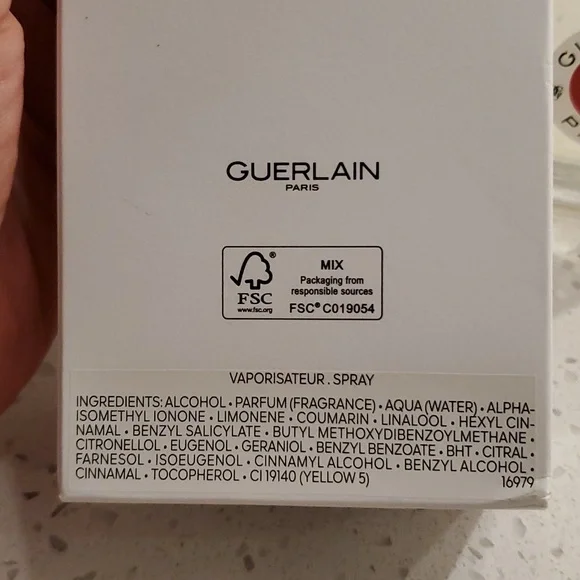 GUERLAIN
PARIS
FSC®
www.fsc.org
MIX
Packaging from
responsible sources
FSC® C019054
VAPORISATEUR . SPRAY
INGREDIENTS: ALCOHOL • PARFUM (FRAGRANCE) • AQUA (WATER) • ALPHA-
ISOMETHYL IONONE • LIMONENE • COUMARIN • LINALOOL • HEXYL CIN-
NAMAL • BENZYL SALICYLATE • BUTYL METHOXYDIBENZOYLMETHANE •
CITRONELLOL • EUGENOL • GERANIOL • BENZYL BENZOATE • BHT • CITRAL •
FARNESOL • ISOEUGENOL • CINNAMYL ALCOHOL • BENZYL ALCOHOL •
CINNAMAL • TOCOPHEROL • CI 19140 (YELLOW 5) 16979